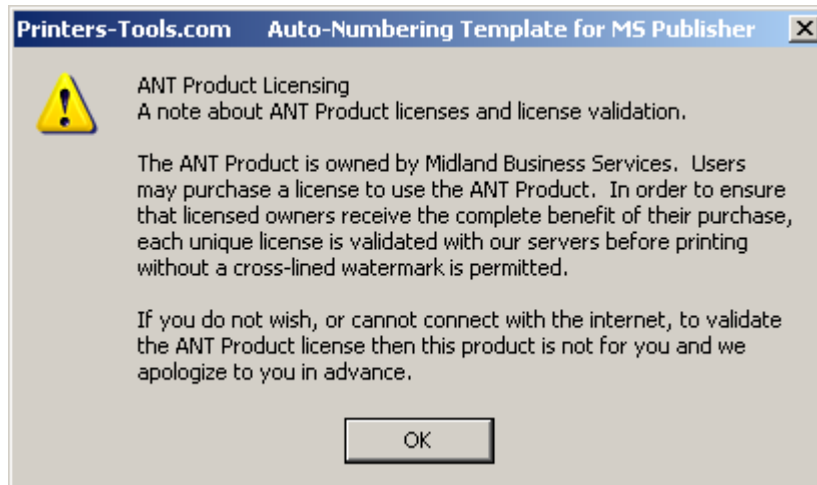 Printers-Tools.com Auto-Numbering Template for MS Publisher
ANT Product Licensing
A note about ANT Product licenses and license validation.
The ANT Product is owned by Midland Business Services. Users
may purchase a license to use the ANT Product. In order to ensure
that licensed owners receive the complete benefit of their purchase,
each unique license is validated with our servers before printing
without a cross-lined watermark is permitted.
If you do not wish, or cannot connect with the internet, to validate
the ANT Product license then this product is not for you and we
apologize to you in advance.
OK